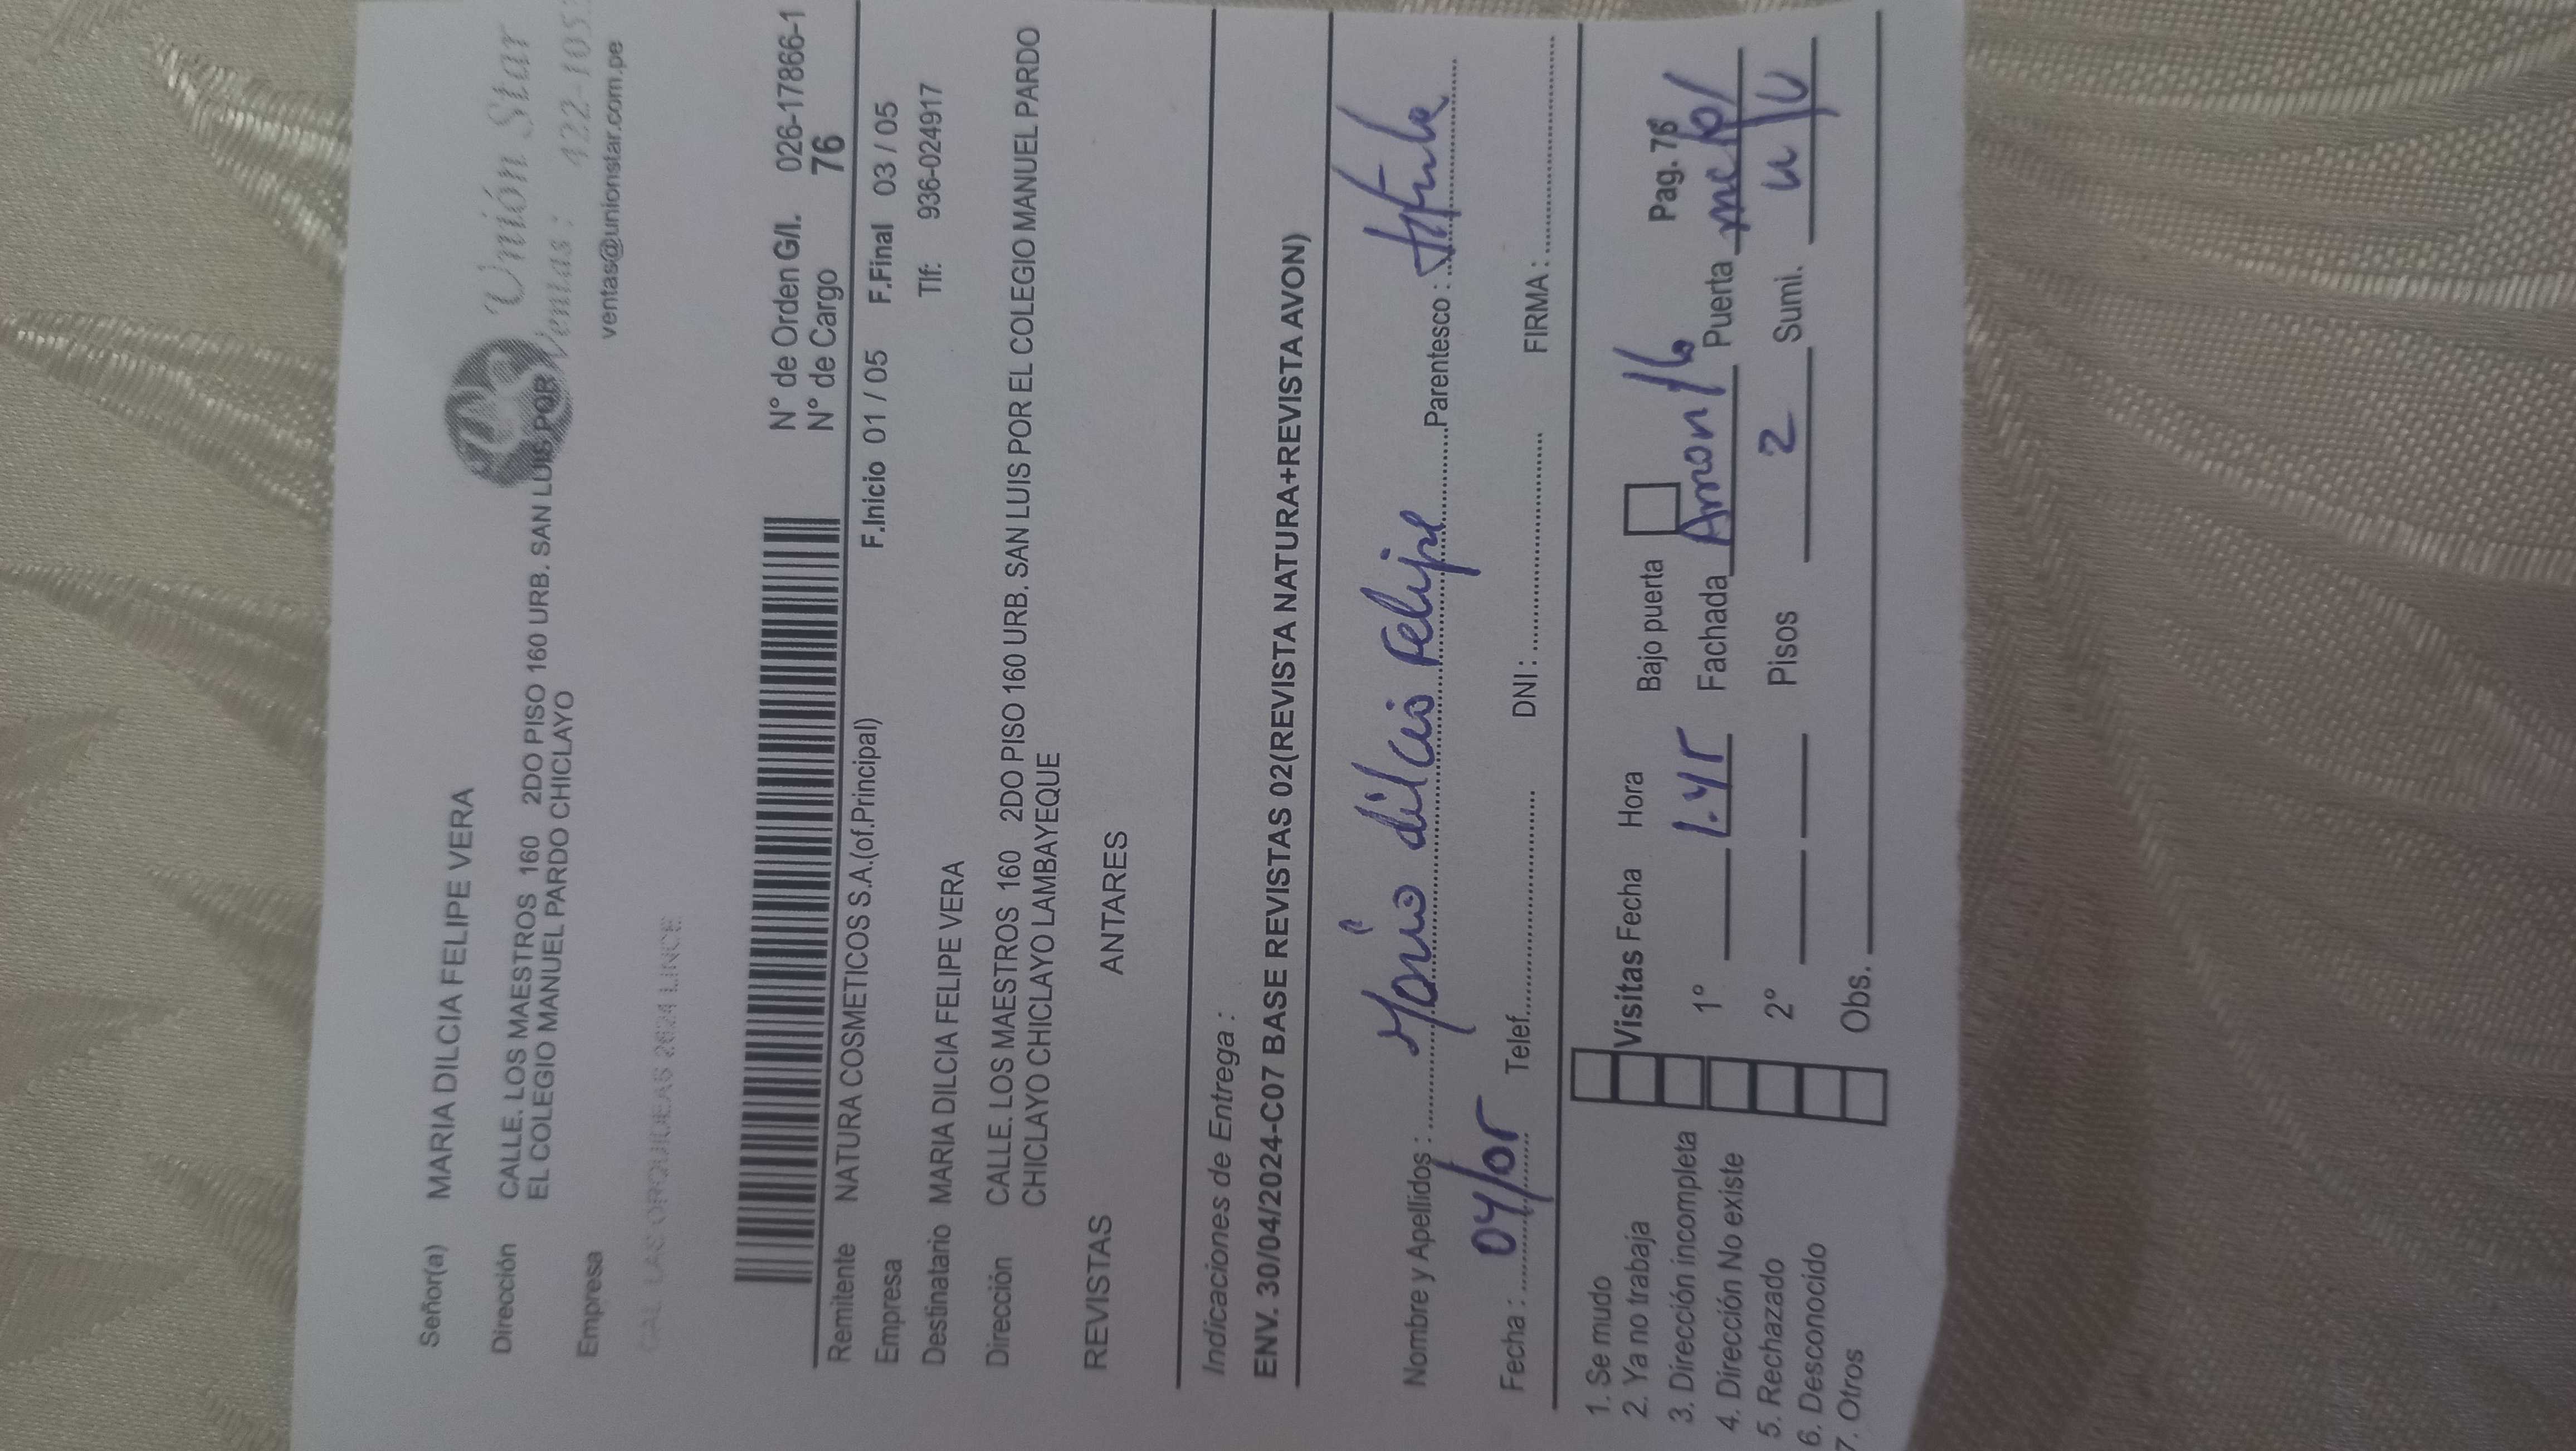 Unión Star
Ventas: 422-105
ventas@unionstar.com.pe
Señor(a) MARIA DILCIA FELIPE VERA
Dirección CALLE. LOS MAESTROS 160 2DO PISO 160 URB. SAN LUIS POR
EL COLEGIO MANUEL PARDO CHICLAYO
Empresa
CAL. LAS ORQUIDEAS 2624 LINCE
N° de Orden G/I. 026-17866-1
N° de Cargo 76
Remitente NATURA COSMETICOS S.A.(of.Principal) F.Inicio 01 / 05 F.Final 03 / 05
Empresa
Destinatario MARIA DILCIA FELIPE VERA Tlf: 936-024917
Dirección CALLE. LOS MAESTROS 160 2DO PISO 160 URB. SAN LUIS POR EL COLEGIO MANUEL PARDO
CHICLAYO CHICLAYO LAMBAYEQUE
REVISTAS ANTARES
Indicaciones de Entrega :
ENV. 30/04/2024-C07 BASE REVISTAS 02(REVISTA NATURA+REVISTA AVON)
Nombre y Apellidos : Maria dilcia Felipe Parentesco :
Fecha : 04/05 Telef. DNI : FIRMA :
1. Se mudo
2. Ya no trabaja
3. Dirección incompleta
4. Dirección No existe
5. Rechazado
6. Desconocido
7. Otros
Visitas Fecha Hora Bajo puerta Pag. 76
1° 1.45 Fachada Puerta
2° Pisos 2 Sumi.
Obs.